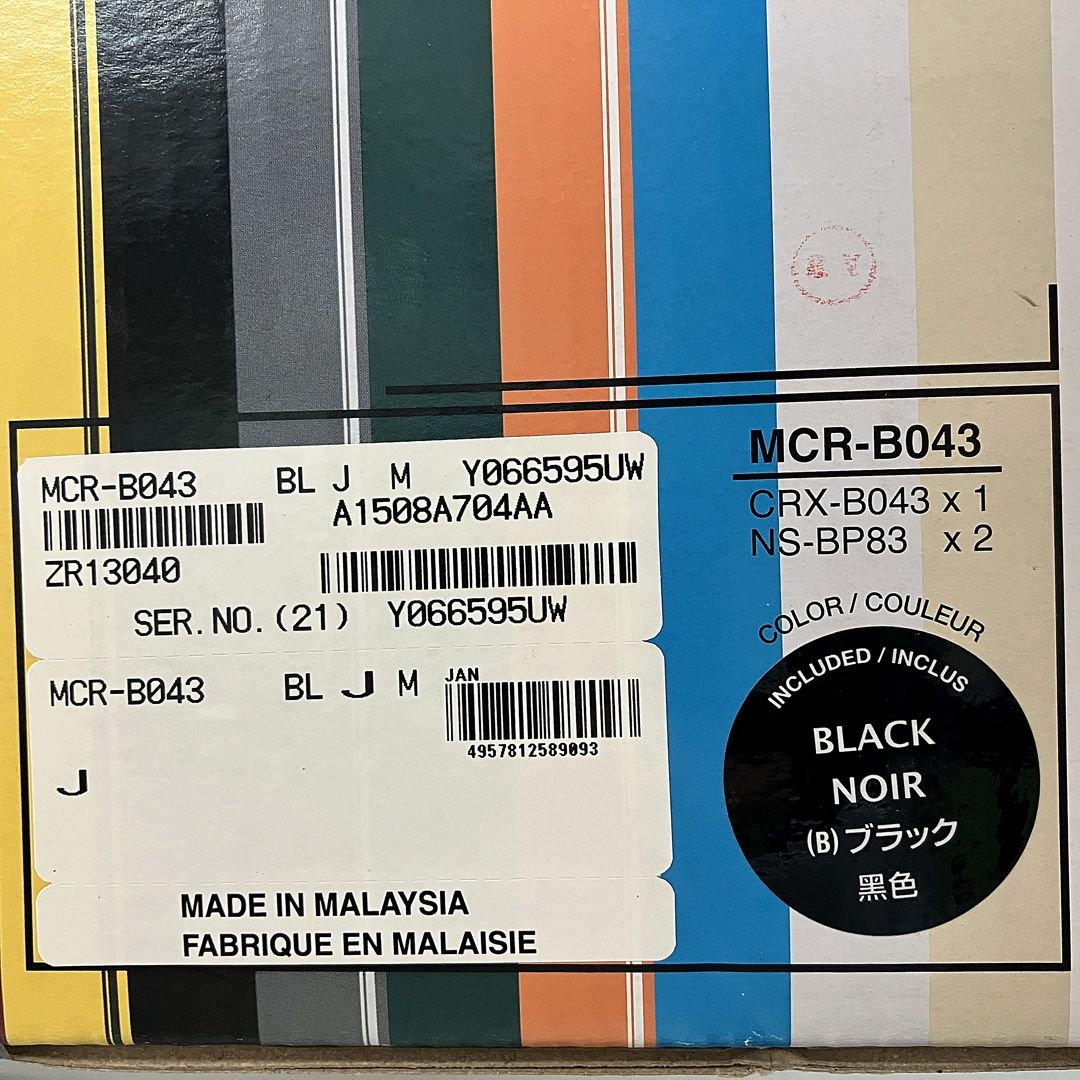 MCR-B043 BL J M Y066595UW
A1508A704AA
ZR13040
SER.NO.(21) Y066595UW
MCR-B043 BL J M JAN
4957812589093
J
MADE IN MALAYSIA
FABRIQUE EN MALAISIE
MCR-B043
CRX-B043 x 1
NS-BP83 x 2
COLOR / COULEUR
INCLUDED / INCLUS
BLACK
NOIR
(B)ブラック
黑色